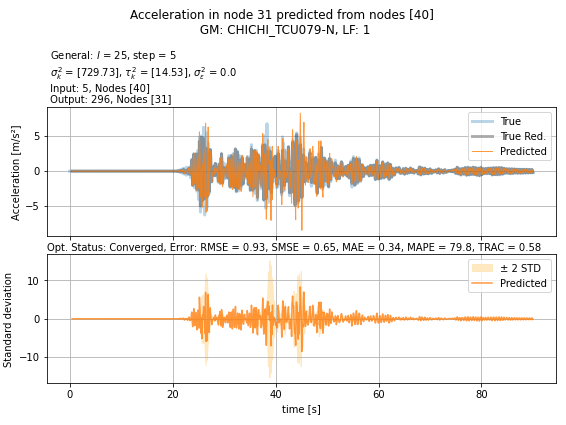 Acceleration in node 31 predicted from nodes [40]
GM: CHICHI_TCU079-N, LF: 1
General: l = 25, step = 5
σ²ₖ = [729.73], τ²ₖ = [14.53], σ²ε = 0.0
Input: 5, Nodes [40]
Output: 296, Nodes [31]
Acceleration [m/s²]
5
0
−5
True
True Red.
Predicted
Opt. Status: Converged, Error: RMSE = 0.93, SMSE = 0.65, MAE = 0.34, MAPE = 79.8, TRAC = 0.58
Standard deviation
10
0
−10
± 2 STD
Predicted
0 20 40 60 80
time [s]